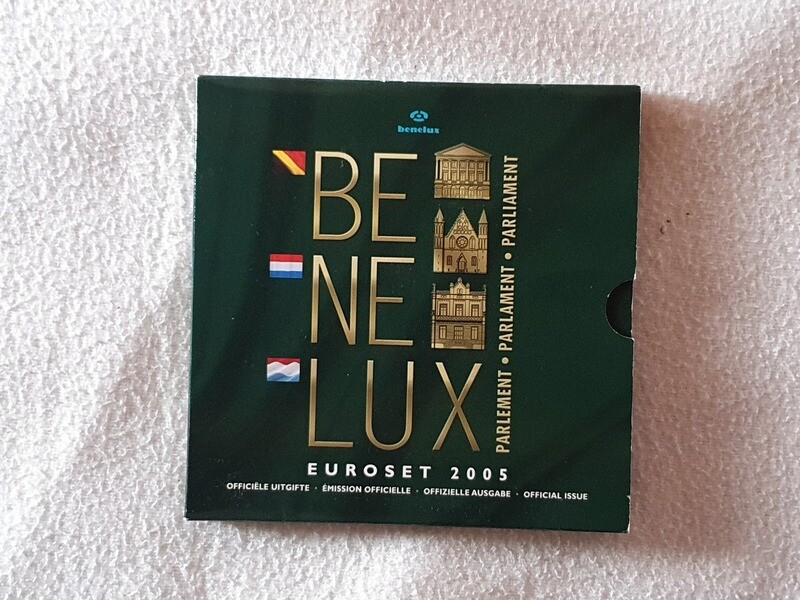 benelux
BE
NE
LUX
PARLEMENT • PARLAMENT • PARLIAMENT
EUROSET 2005
OFFICIËLE UITGIFTE · ÉMISSION OFFICIELLE · OFFIZIELLE AUSGABE · OFFICIAL ISSUE